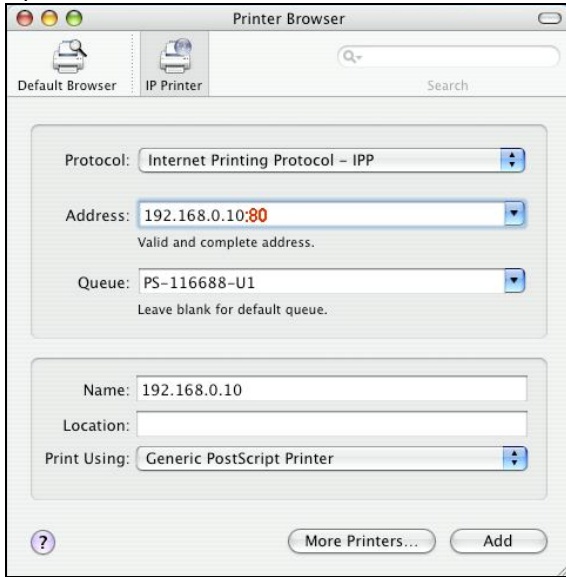 Printer Browser
Default Browser
IP Printer
Q
Search
Protocol: Internet Printing Protocol – IPP
Address: 192.168.0.10:80
Valid and complete address.
Queue: PS-116688-U1
Leave blank for default queue.
Name: 192.168.0.10
Location:
Print Using: Generic PostScript Printer
?
More Printers...
Add